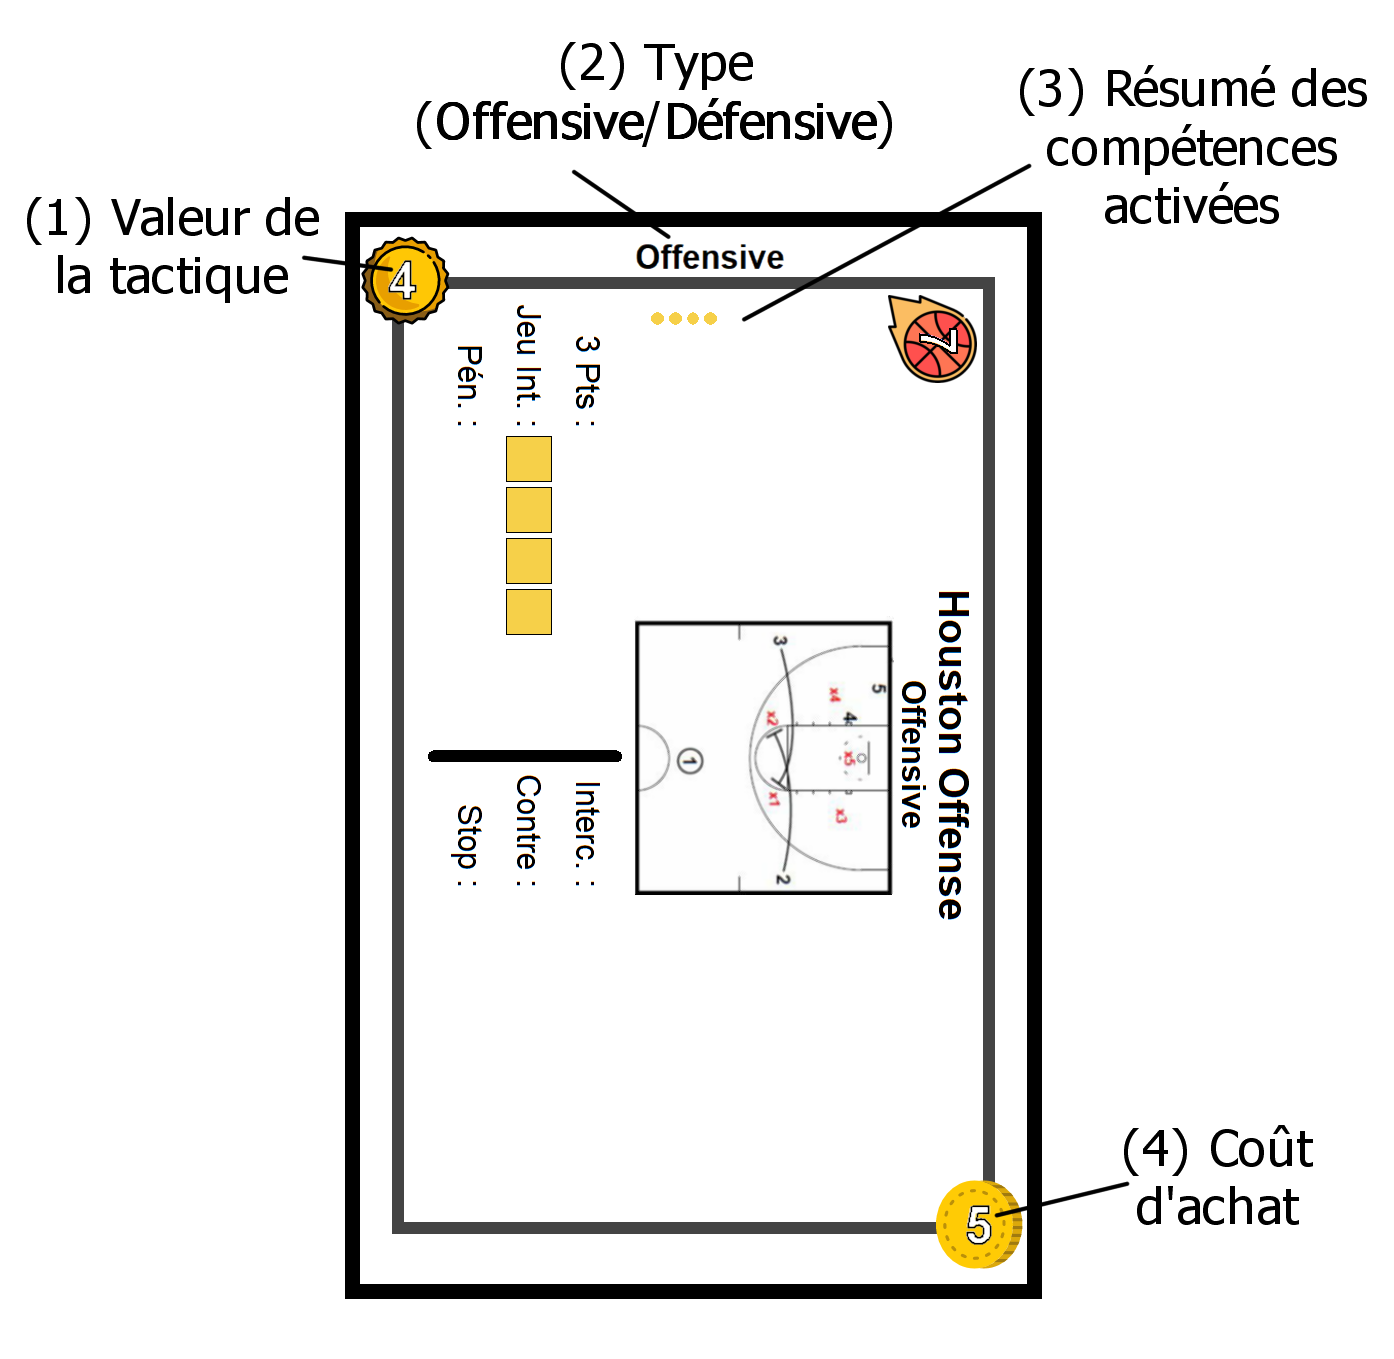 (2) Type
(Offensive/Défensive)
(3) Résumé des
compétences
activées
(1) Valeur de
la tactique
4
Offensive
7
Houston Offense
Offensive
3
5
x4
4
x2
1
x5
x1
x3
2
3 Pts :
Jeu Int. :
Pén. :
Interc. :
Contre :
Stop :
(4) Coût
d'achat
5